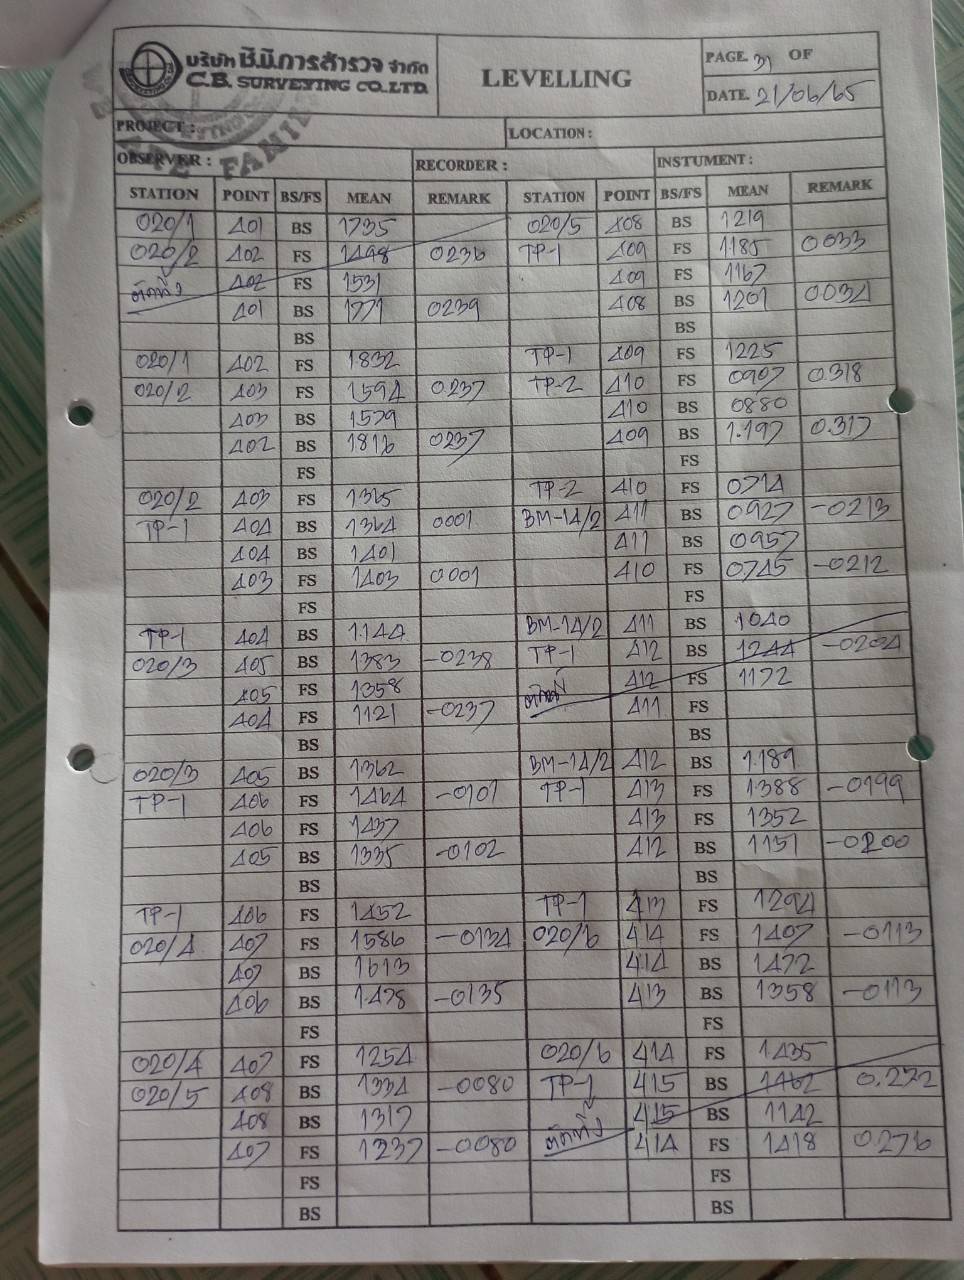 บริษัท ซี.บี.การสำรวจ จำกัด
C.B. SURVEYING CO.LTD.
LEVELLING
PAGE. 31 OF
DATE. 21/06/65
PROJECT : LOCATION :
OBSERVER : RECORDER : INSTUMENT :
STATION POINT BS/FS MEAN REMARK STATION POINT BS/FS MEAN REMARK
020/1 401 BS 1735 020/5 408 BS 1219
020/2 402 FS 1498 0236 TP-1 409 FS 1185 0033
ตัดทิ้ง 402 FS 1531 409 FS 1167
401 BS 1771 0239 408 BS 1201 0034
BS BS
020/1 402 FS 1832 TP-1 409 FS 1225
020/2 403 FS 1594 0.237 TP-2 410 FS 0907 0.318
403 BS 1579 410 BS 0880
402 BS 1816 0237 409 BS 1.197 0.317
FS FS
020/2 403 FS 1365 TP-2 410 FS 0714
TP-1 404 BS 1364 0001 BM-14/2 411 BS 0927 -0213
404 BS 1401 411 BS 0957
403 FS 1403 0001 410 FS 0745 -0212
FS FS
TP-1 404 BS 1.144 BM-14/2 411 BS 1040
020/3 405 BS 1383 -0238 TP-1 412 BS 1244 -0204
405 FS 1358 412 FS 1172
404 FS 1121 -0237 411 FS
BS BS
020/3 405 BS 1362 BM-14/2 412 BS 1.189
TP-1 406 FS 1464 -0101 TP-1 413 FS 1388 -0199
406 FS 1437 413 FS 1352
405 BS 1335 -0102 412 BS 1151 -0200
BS BS
TP-1 406 FS 1452 TP-1 413 FS 1294
020/4 407 FS 1586 -0134 020/6 414 FS 1407 -0113
407 BS 1613 414 BS 1472
406 BS 1478 -0135 413 BS 1358 -0113
FS FS
020/4 407 FS 1254 020/6 414 FS 1435
020/5 408 BS 1334 -0080 TP-1 415 BS 1462 0.272
408 BS 1317 ตัดทิ้ง 415 BS 1142
407 FS 1237 -0080 414 FS 1418 0.276
FS FS
BS BS